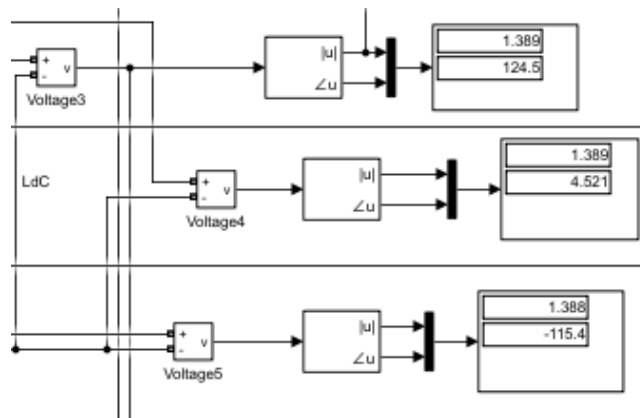 1.389
|u|
+
v
-
124.5
∠u
Voltage3
1.389
|u|
LdC
+
v
4.521
-
∠u
Voltage4
1.388
|u|
+
v
-115.4
-
∠u
Voltage5